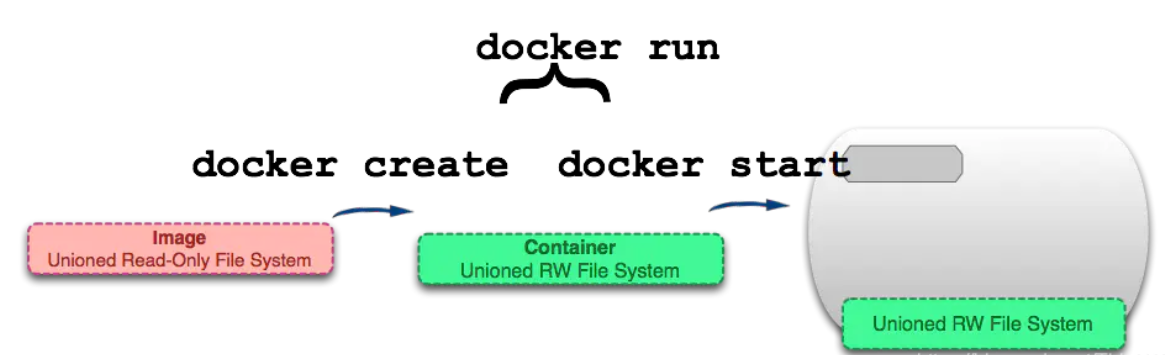 docker run
docker create docker start
Image
Unioned Read-Only File System
Container
Unioned RW File System
Unioned RW File System